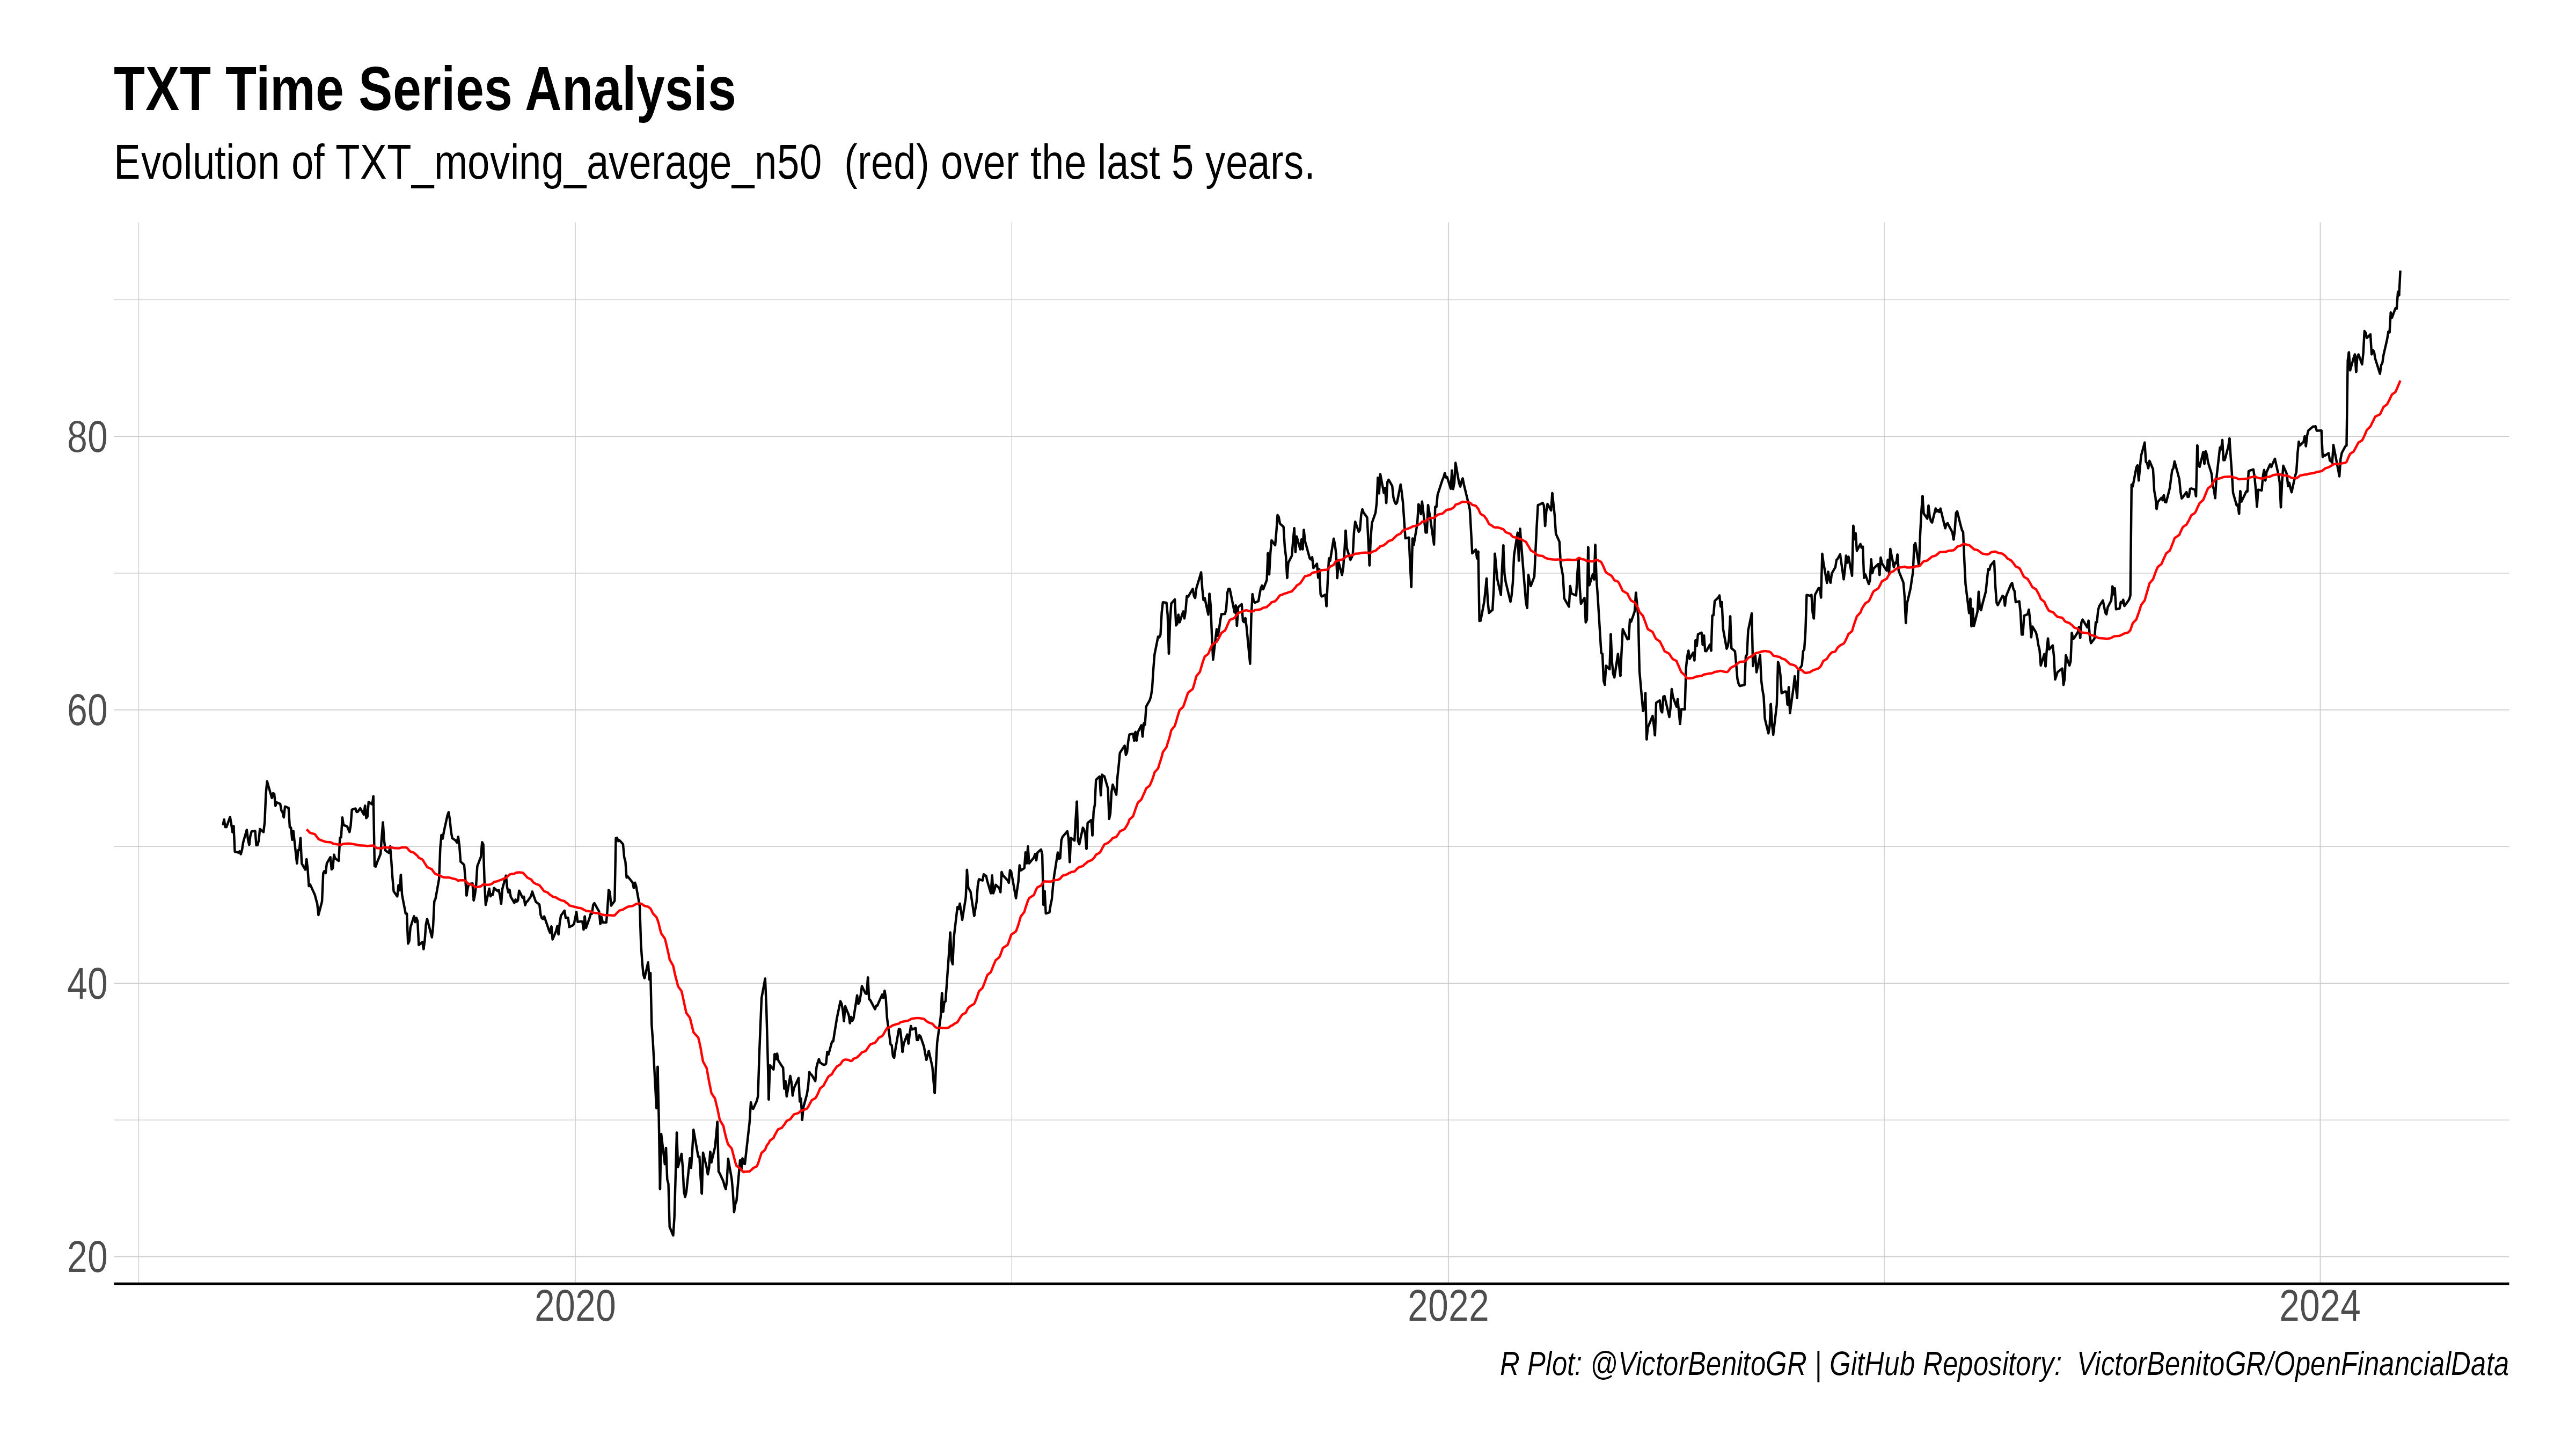 TXT Time Series Analysis
Evolution of TXT_moving_average_n50  (red) over the last 5 years.
80
60
40
20
2020
2022
2024
R Plot: @VictorBenitoGR | GitHub Repository:  VictorBenitoGR/OpenFinancialData